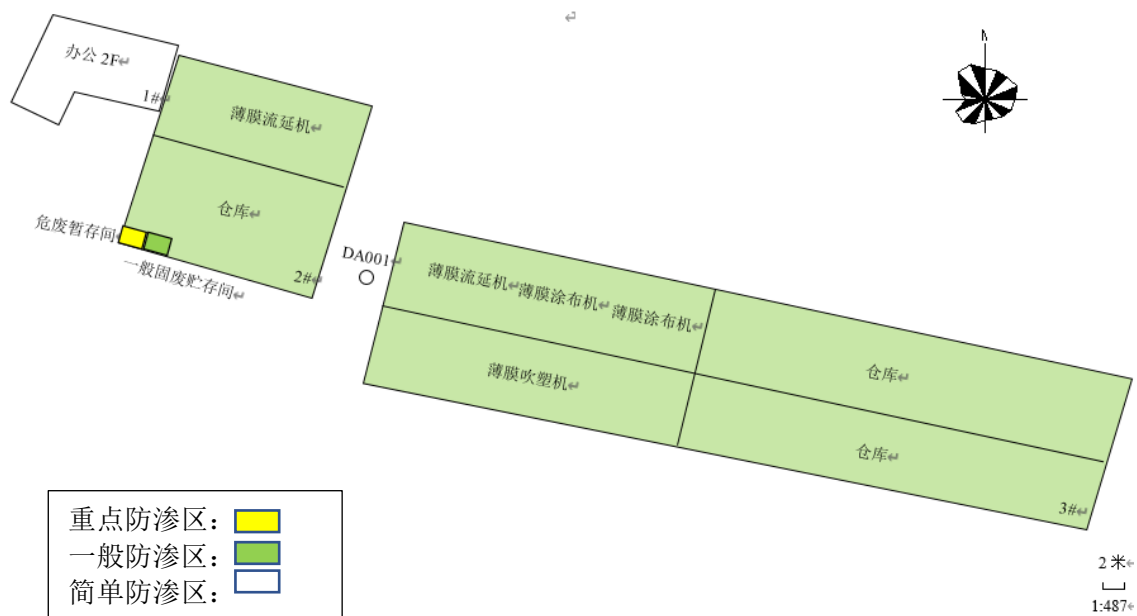 办公 2F
1#
薄膜流延机
仓库
危废暂存间
一般固废贮存间
2#
DA001
薄膜流延机 薄膜涂布机 薄膜涂布机
薄膜吹塑机
仓库
仓库
3#
N
重点防渗区：
一般防渗区：
简单防渗区：
2 米
1:487